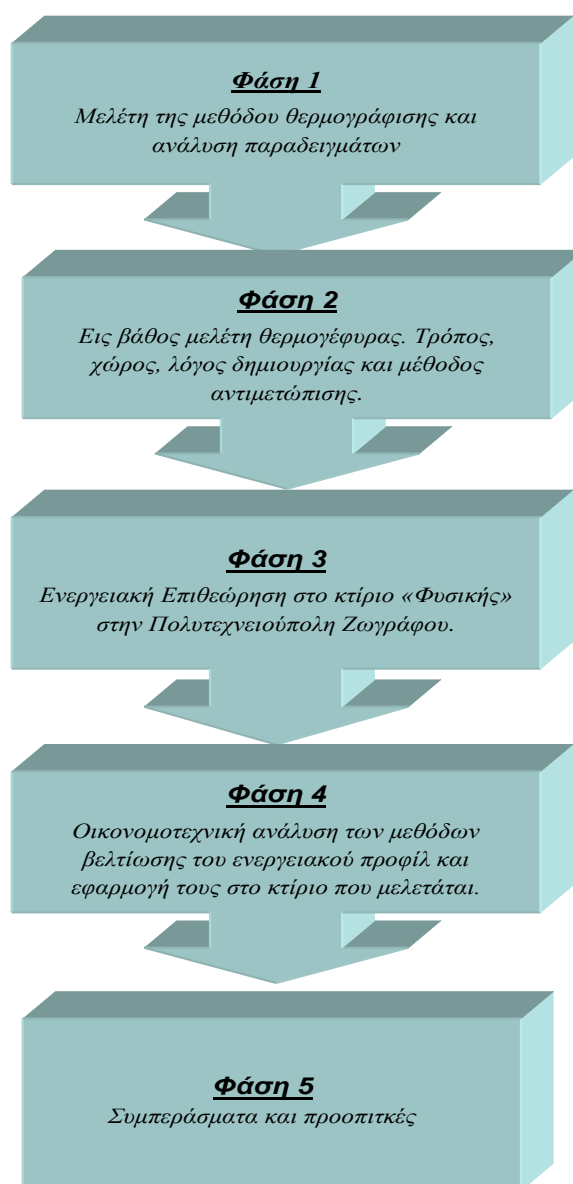 Φάση 1
Μελέτη της μεθόδου θερμογράφισης και
ανάλυση παραδειγμάτων
Φάση 2
Εις βάθος μελέτη θερμογέφυρας. Τρόπος,
χώρος, λόγος δημιουργίας και μέθοδος
αντιμετώπισης.
Φάση 3
Ενεργειακή Επιθεώρηση στο κτίριο «Φυσικής»
στην Πολυτεχνειούπολη Ζωγράφου.
Φάση 4
Οικονομοτεχνική ανάλυση των μεθόδων
βελτίωσης του ενεργειακού προφίλ και
εφαρμογή τους στο κτίριο που μελετάται.
Φάση 5
Συμπεράσματα και προοπιτκές